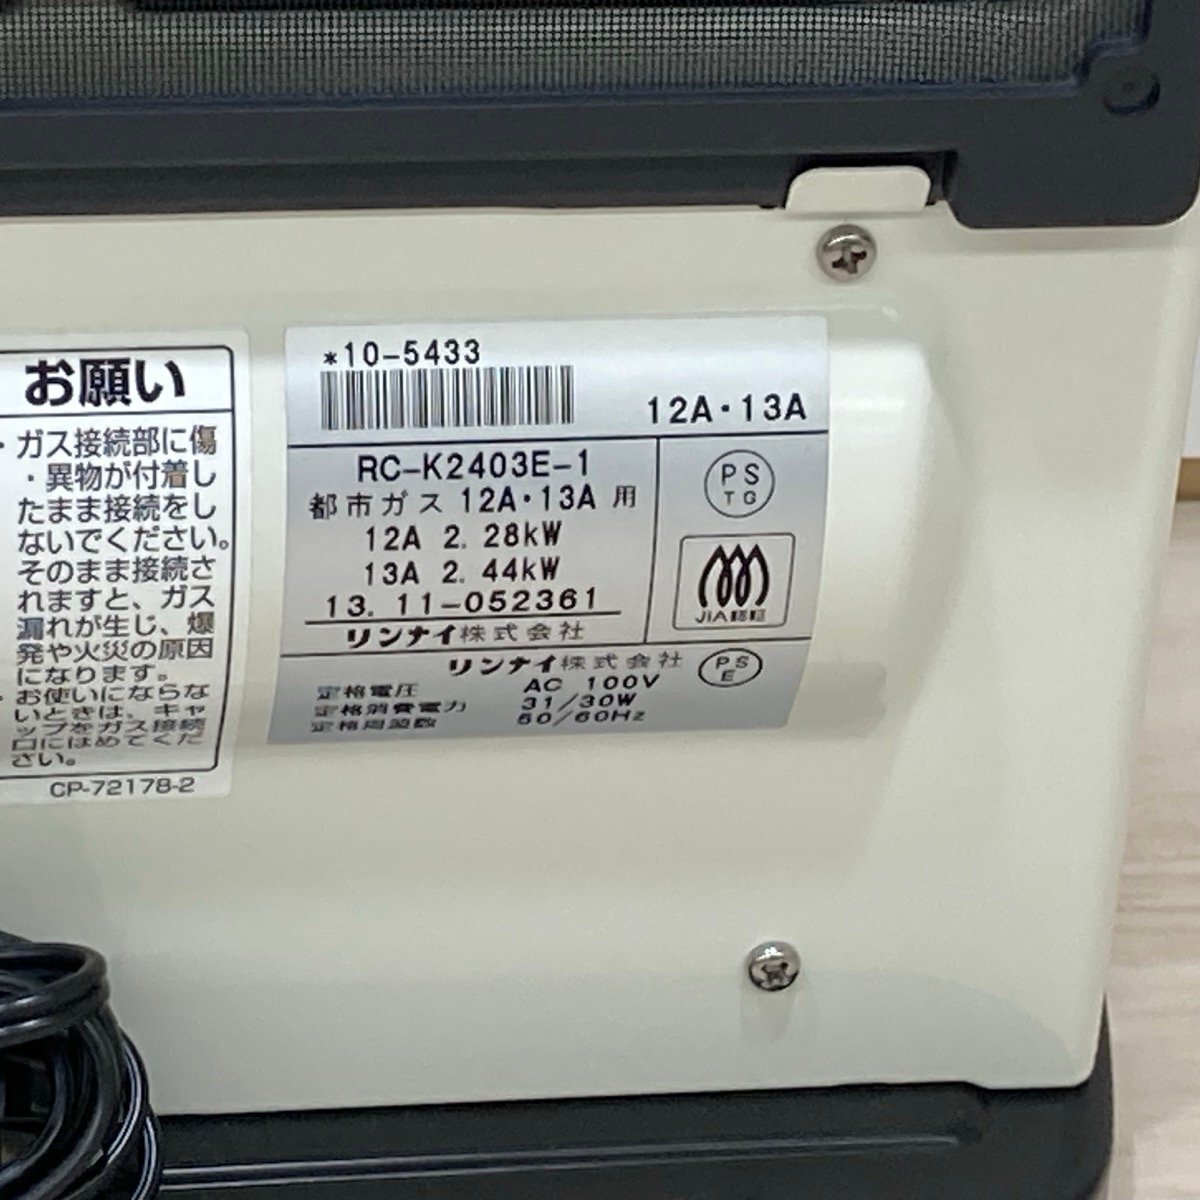 お願い
・ガス接続部に傷
・異物が付着し
たまま接続をし
ないでください。
そのまま接続さ
れますと、ガス
漏れが生じ、爆
発や火災の原因
になります。
・お使いにならな
いときは、キャ
ップをガス接続
口にはめてくだ
さい。
CP-72178-2
*10-5433
12A・13A
RC-K2403E-1
都市ガス 12A・13A 用
12A 2.28kW
13A 2.44kW
13.11-052361
リンナイ株式会社
PS
TG
JIA認証
リンナイ株式会社
PS
E
定格電圧 AC 100V
定格消費電力 31/30W
定格周波数 50/60Hz